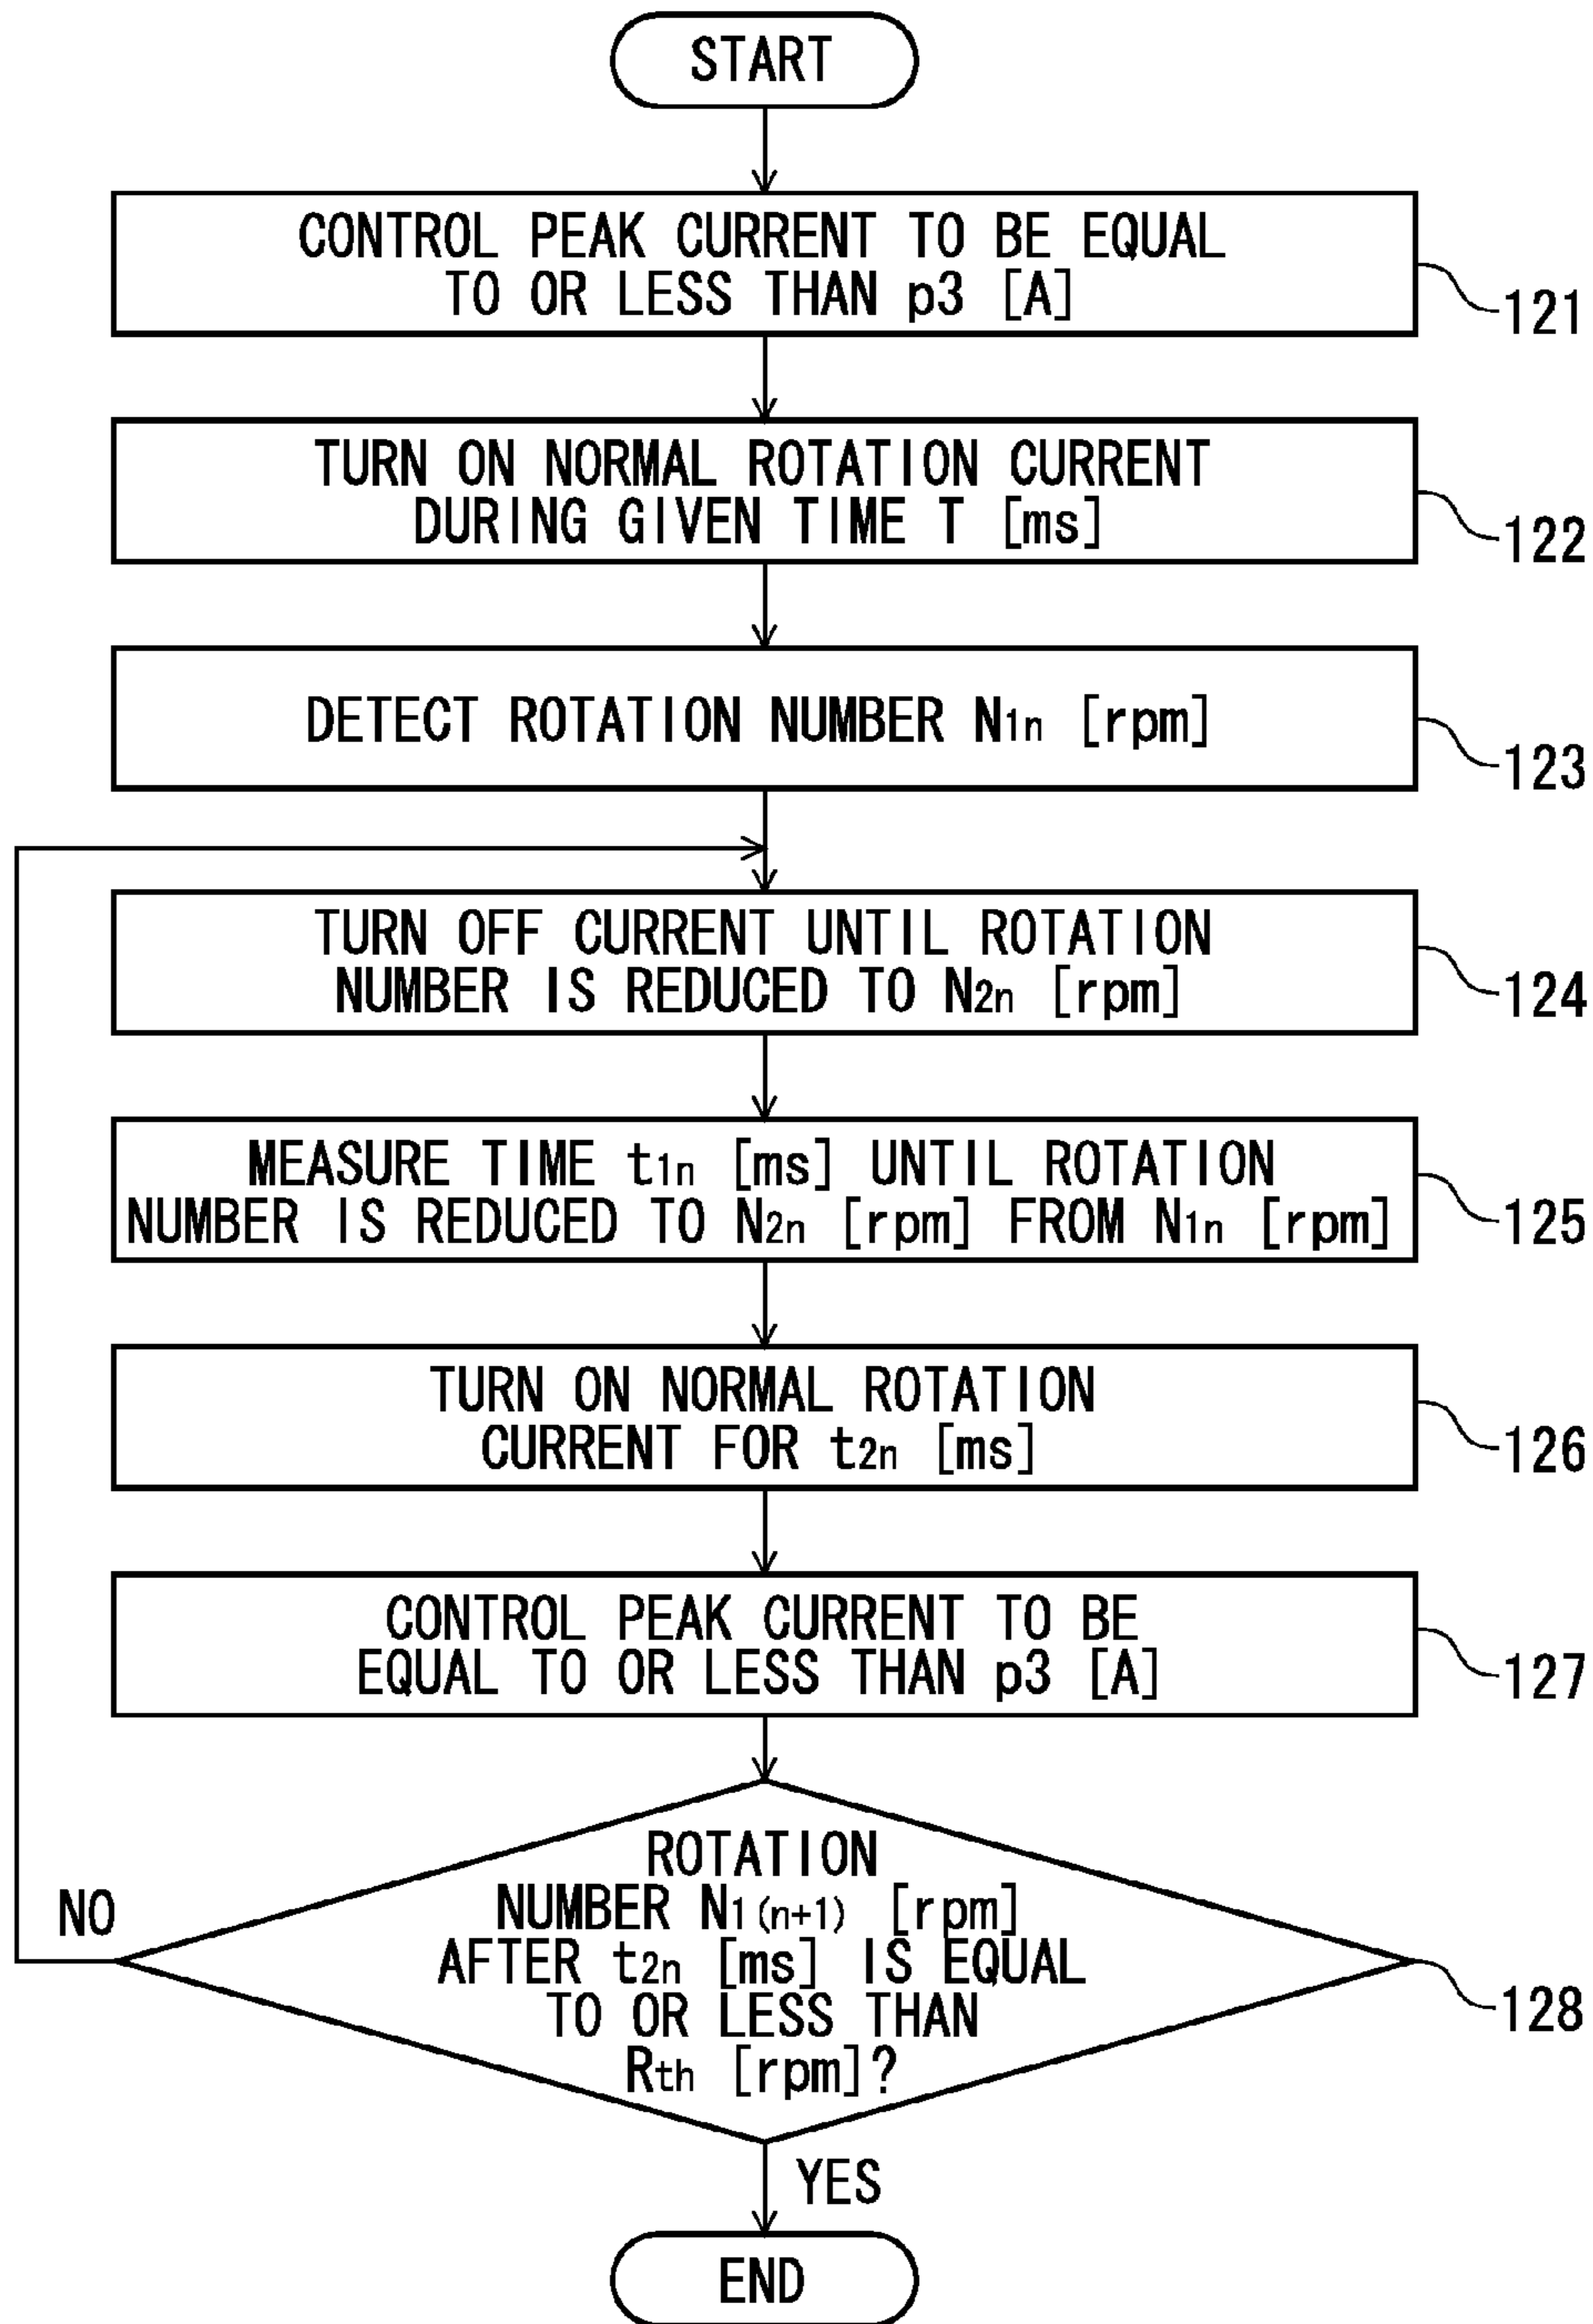 START
CONTROL PEAK CURRENT TO BE EQUAL
TO OR LESS THAN p3 [A]
121
TURN ON NORMAL ROTATION CURRENT
DURING GIVEN TIME T [ms]
122
DETECT ROTATION NUMBER N1n [rpm]
123
TURN OFF CURRENT UNTIL ROTATION
NUMBER IS REDUCED TO N2n [rpm]
124
MEASURE TIME t1n [ms] UNTIL ROTATION
NUMBER IS REDUCED TO N2n [rpm] FROM N1n [rpm]
125
TURN ON NORMAL ROTATION
CURRENT FOR t2n [ms]
126
CONTROL PEAK CURRENT TO BE
EQUAL TO OR LESS THAN p3 [A]
127
ROTATION
NUMBER N1(n+1) [rpm]
AFTER t2n [ms] IS EQUAL
TO OR LESS THAN
Rth [rpm]?
128
NO
YES
END